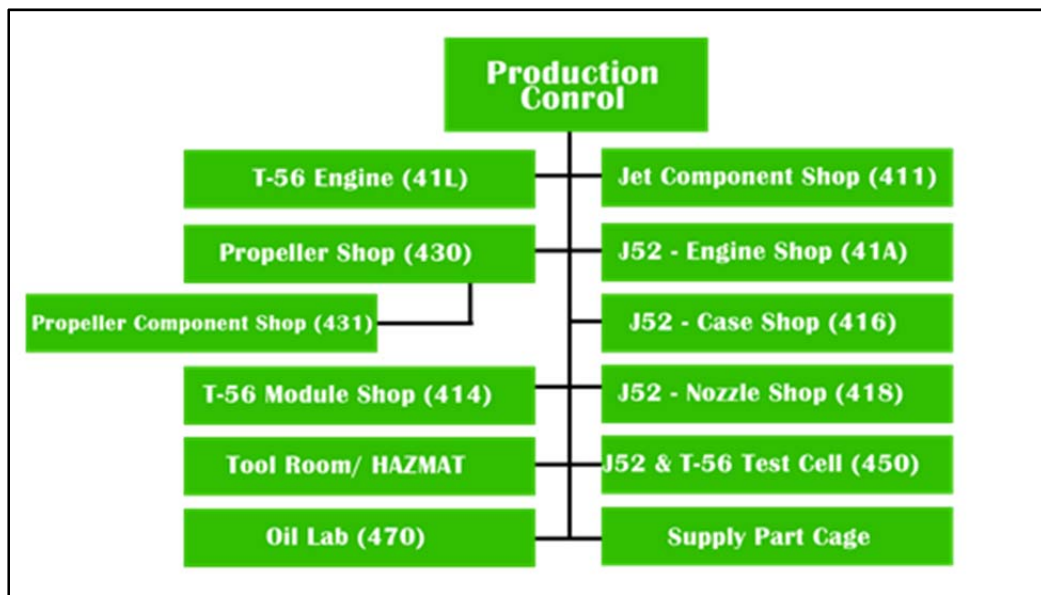 Production
Conrol
T-56 Engine (41L)
Jet Component Shop (411)
Propeller Shop (430)
J52 - Engine Shop (41A)
Propeller Component Shop (431)
J52 - Case Shop (416)
T-56 Module Shop (414)
J52 - Nozzle Shop (418)
Tool Room/ HAZMAT
J52 & T-56 Test Cell (450)
Oil Lab (470)
Supply Part Cage